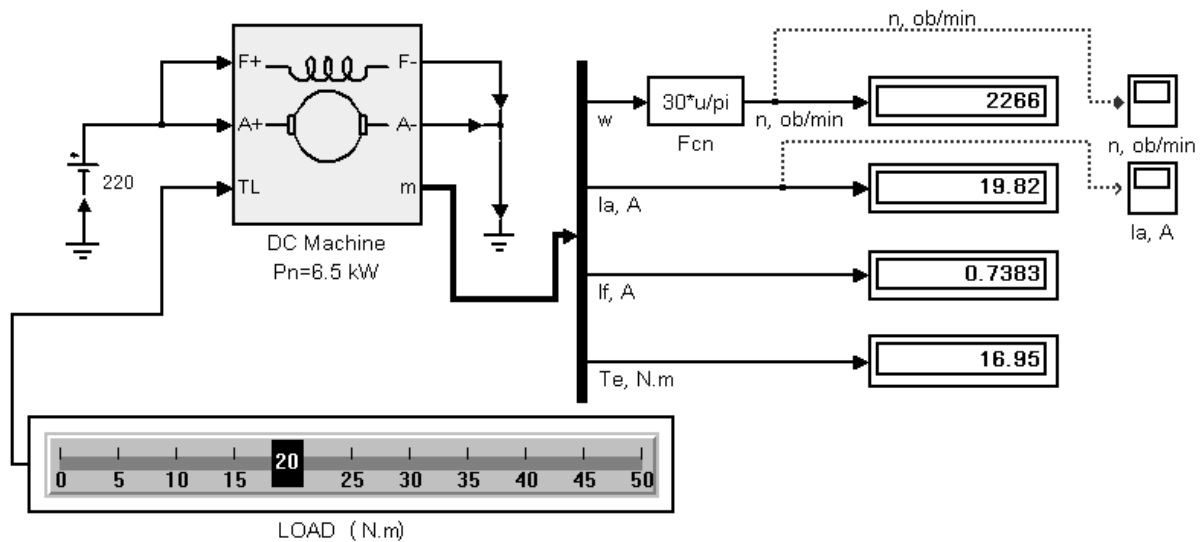 n, ob/min
F+
F-
A+
A-
TL
m
220
DC Machine
Pn=6.5 kW
w
30*u/pi
Fcn
n, ob/min
2266
n, ob/min
Ia, A
19.82
Ia, A
If, A
0.7383
Te, N.m
16.95
20
0 5 10 15 25 30 35 40 45 50
LOAD ( N.m)